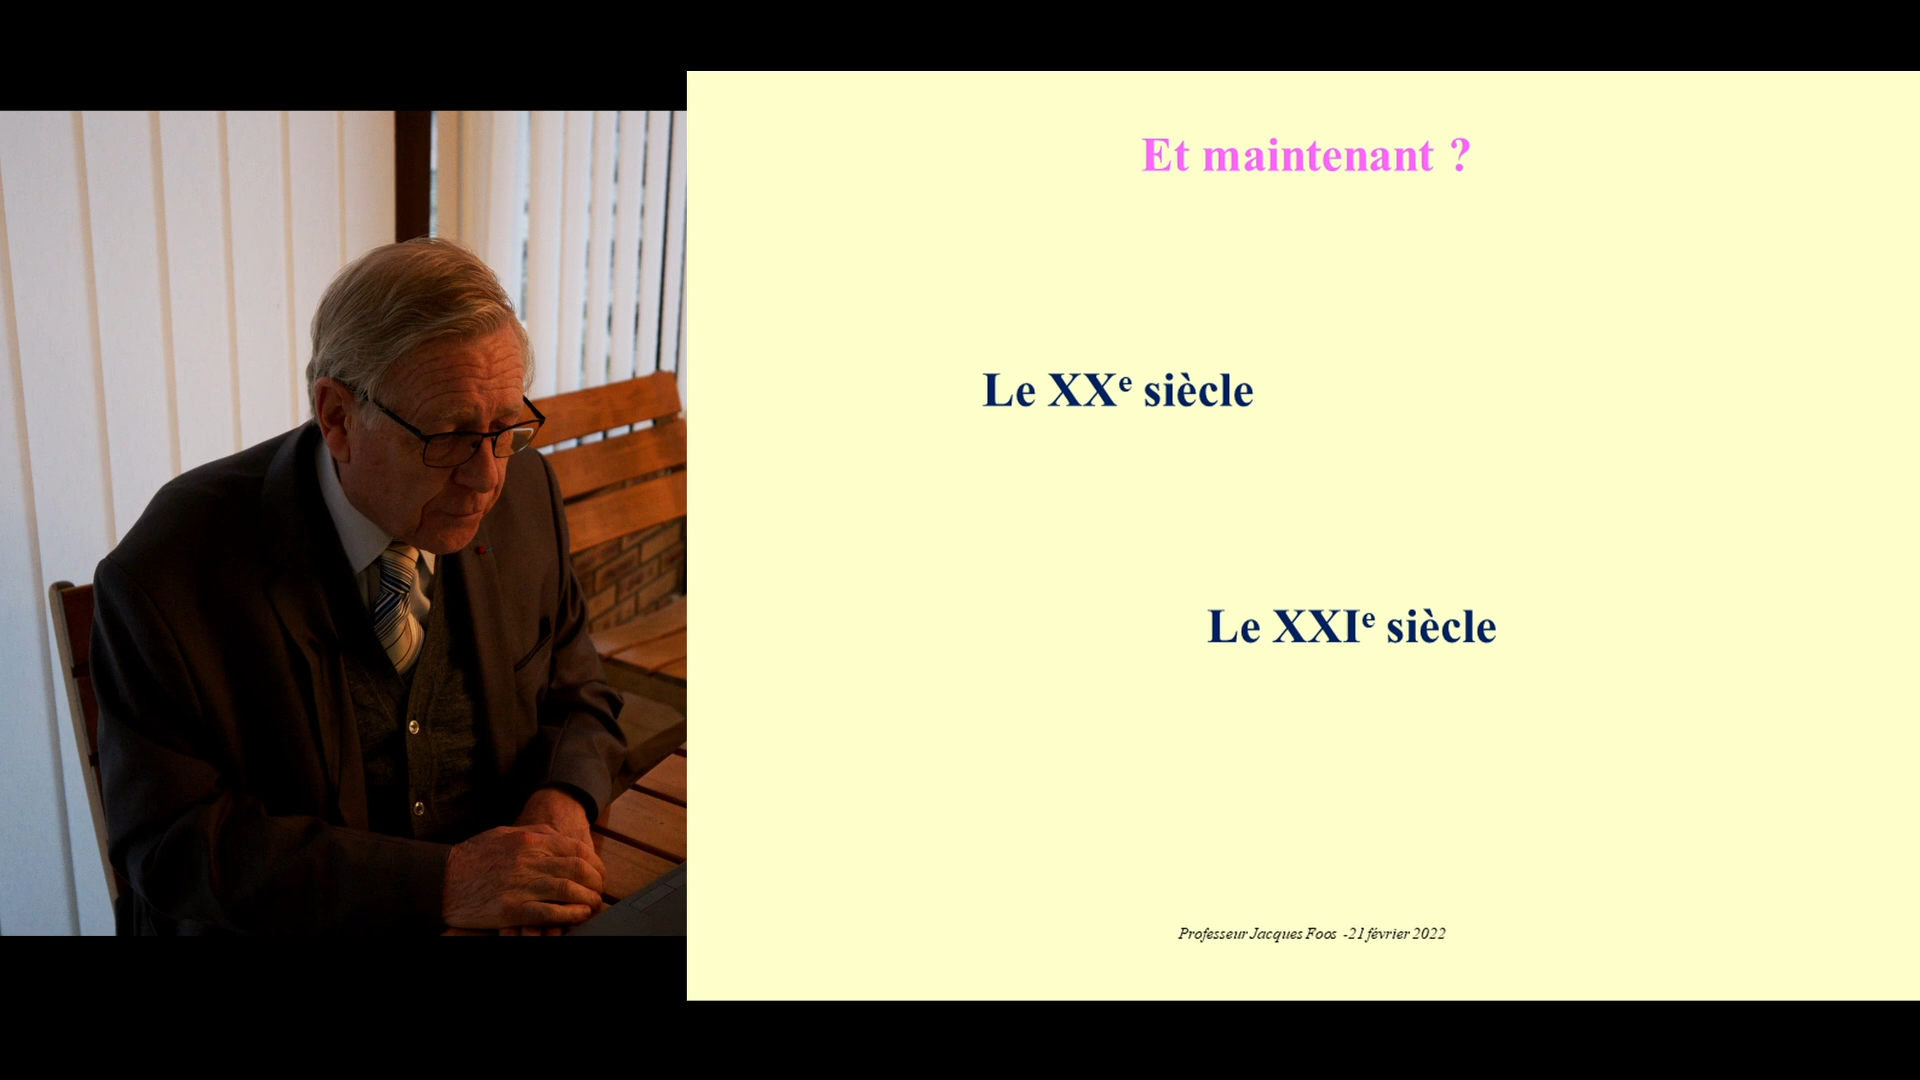 Et maintenant ?
Le XXe siècle
Le XXIe siècle
Professeur Jacques Foos -21 février 2022